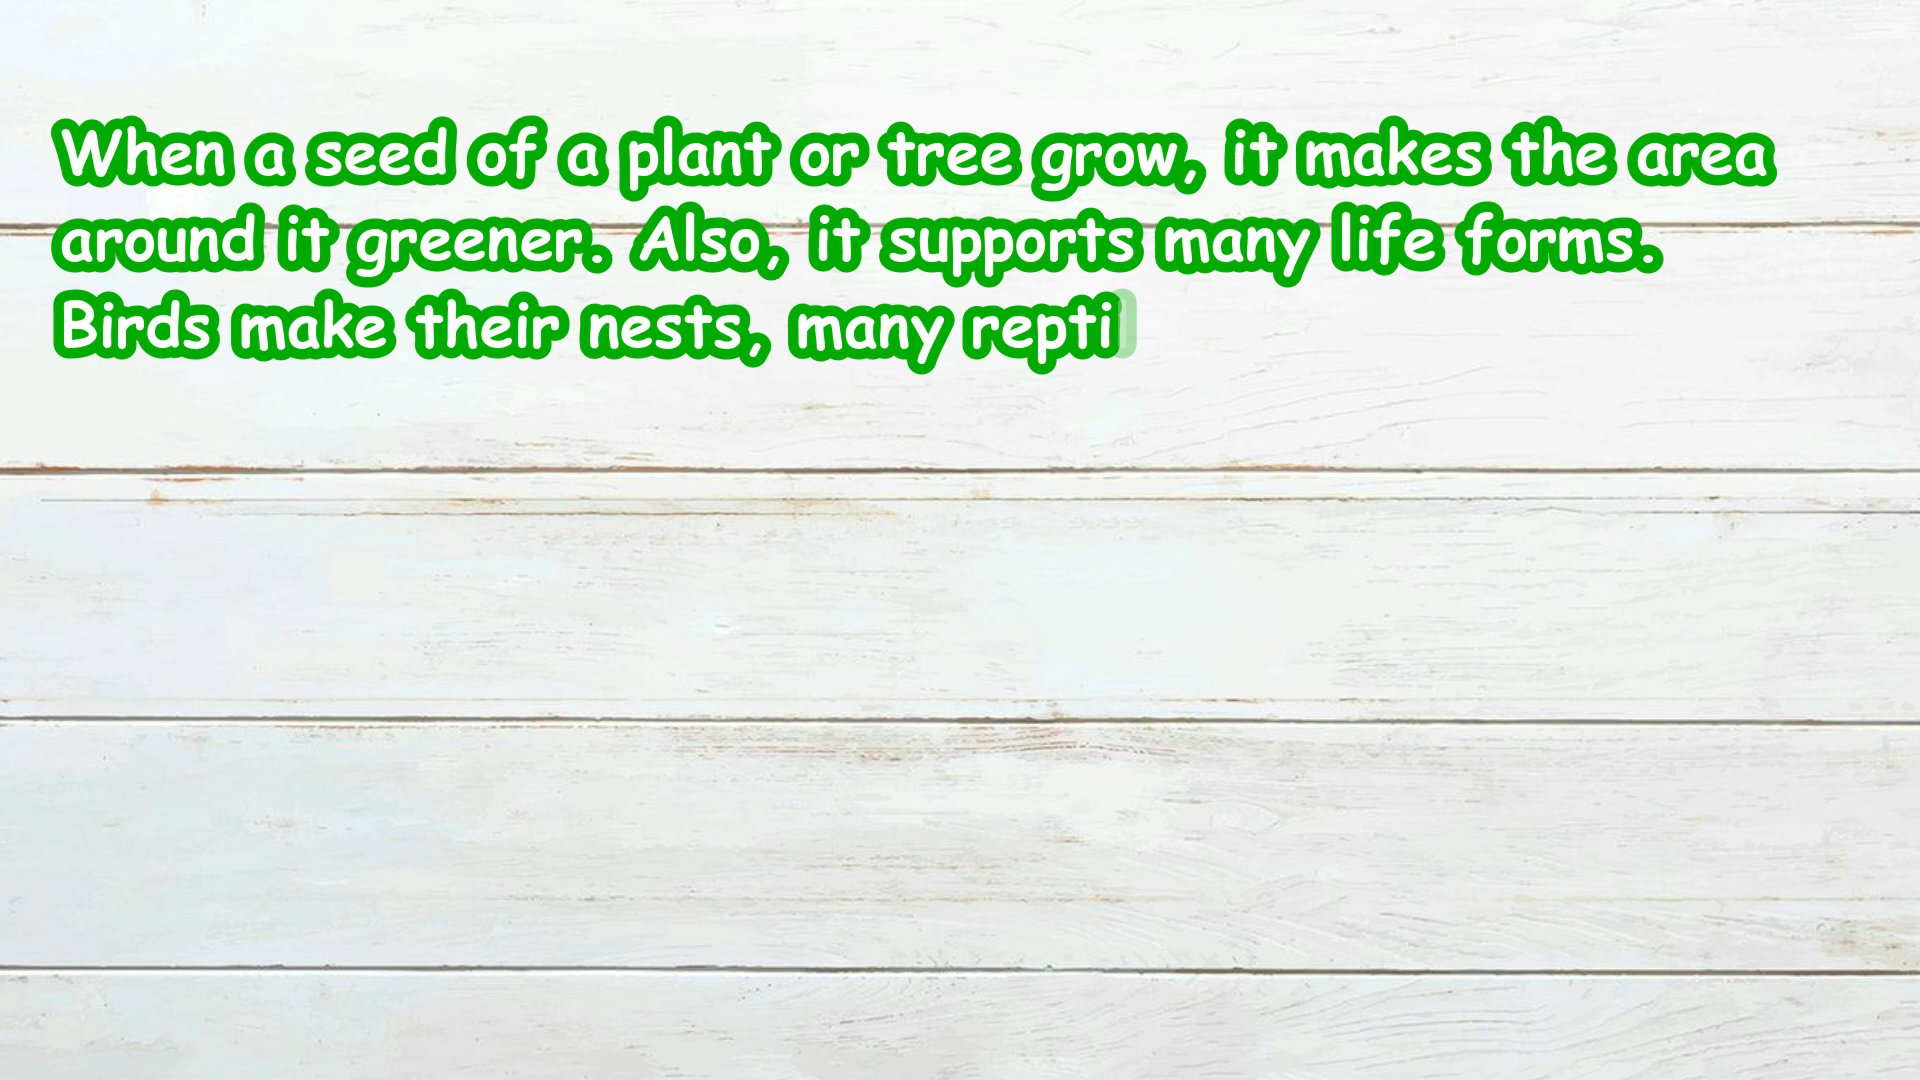 When a seed of a plant or tree grow, it makes the area
around it greener. Also, it supports many life forms.
Birds make their nests, many repti